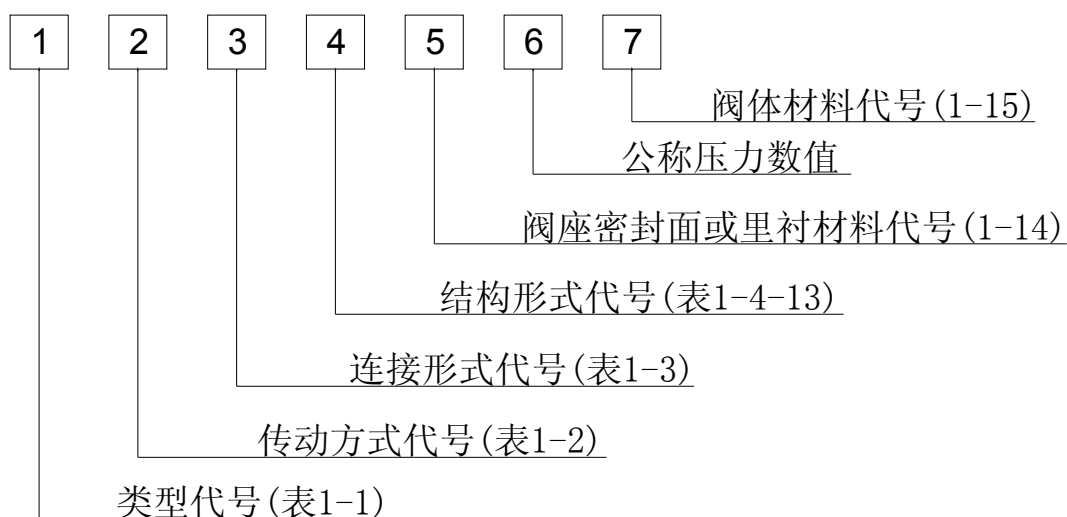 1 2 3 4 5 6 7
阀体材料代号(1-15)
公称压力数值
阀座密封面或里衬材料代号(1-14)
结构形式代号(表1-4-13)
连接形式代号(表1-3)
传动方式代号(表1-2)
类型代号(表1-1)